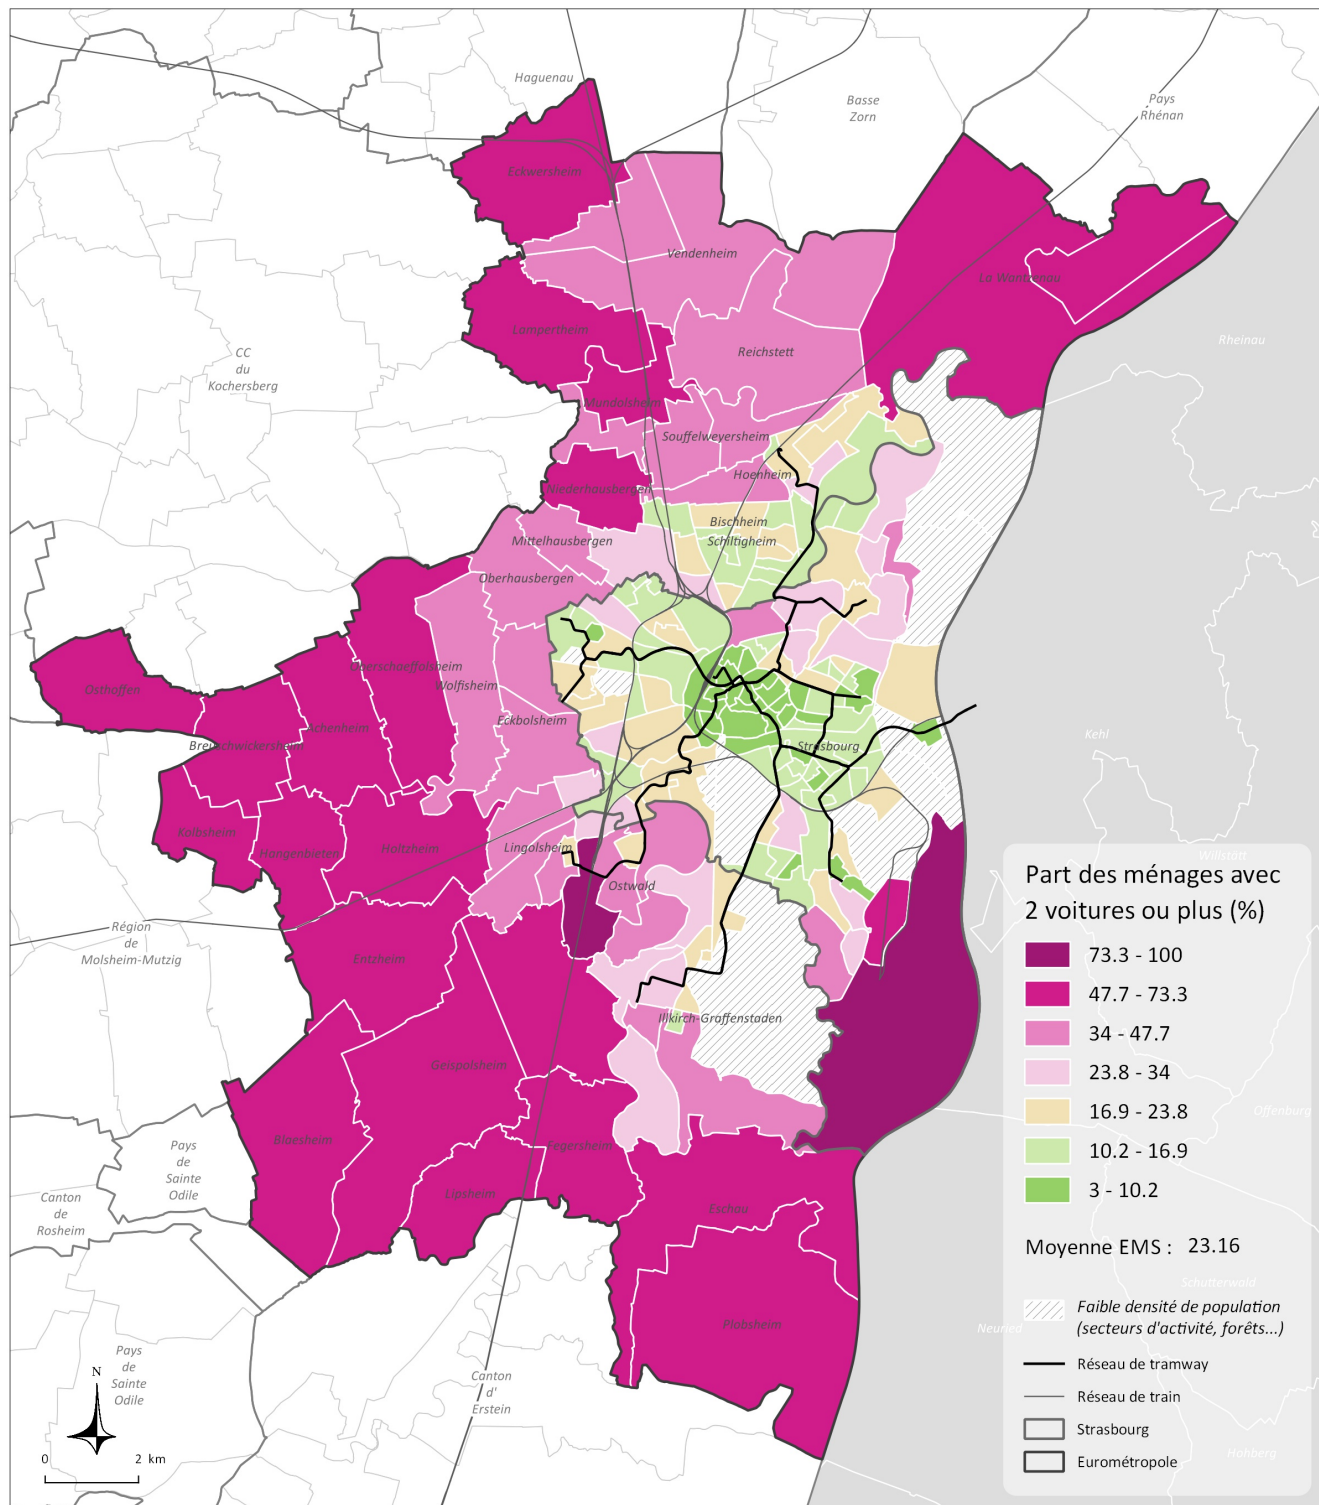 Haguenau
Basse
Zorn
Pays
Rhénan
Eckwersheim
Vendenheim
La Wantzenau
Lampertheim
Rheinau
CC
du
Kochersberg
Reichstett
Mundolsheim
Souffelweyersheim
Hoenheim
Niederhausbergen
Bischheim
Mittelhausbergen
Schiltigheim
Oberhausbergen
Oberschaeffolsheim
Wolfisheim
Osthoffen
Achenheim
Eckbolsheim
Breuschwickersheim
Strasbourg
Kehl
Kolbsheim
Hangenbieten
Holtzheim
Lingolsheim
Willstätt
Ostwald
Région
de
Molsheim-Mutzig
Entzheim
Illkirch-Graffenstaden
Geispolsheim
Offenburg
Blaesheim
Fegersheim
Pays
de
Sainte
Odile
Lipsheim
Canton
de
Rosheim
Eschau
Schutterwald
Plobsheim
Neuried
Pays
de
Sainte
Odile
Canton
d'
Erstein
Hohberg
N
0 2 km
Part des ménages avec
2 voitures ou plus (%)
73.3 - 100
47.7 - 73.3
34 - 47.7
23.8 - 34
16.9 - 23.8
10.2 - 16.9
3 - 10.2
Moyenne EMS : 23.16
Faible densité de population
(secteurs d'activité, forêts...)
Réseau de tramway
Réseau de train
Strasbourg
Eurométropole